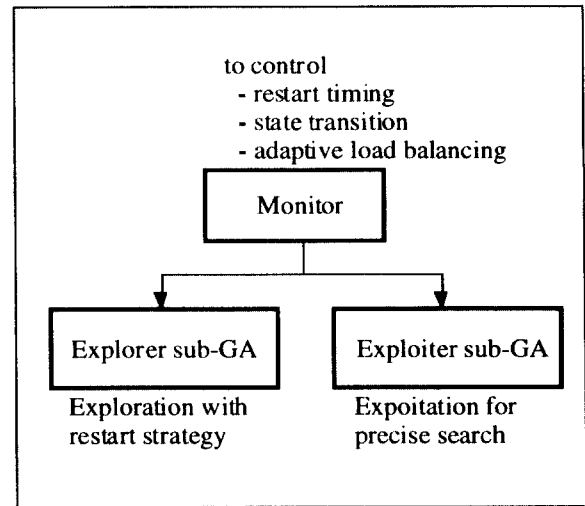 to control
- restart timing
- state transition
- adaptive load balancing
Monitor
Explorer sub-GA
Exploiter sub-GA
Exploration with
restart strategy
Expoitation for
precise search